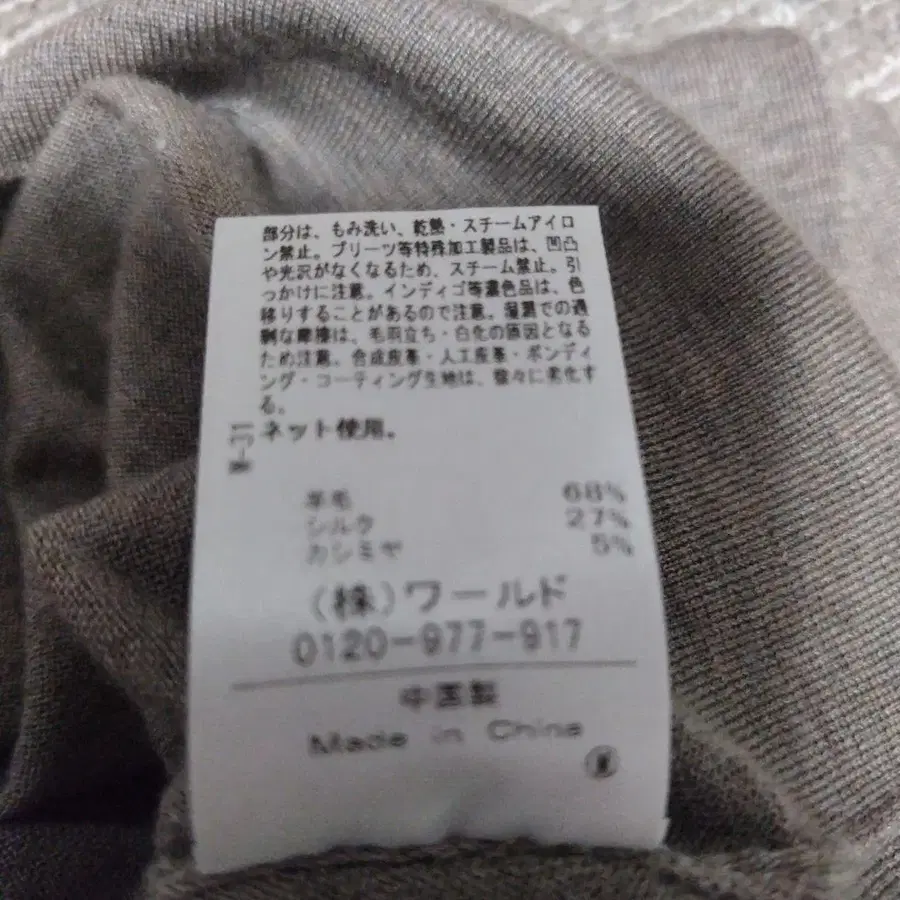 部分は、もみ洗い、乾熱・スチームアイロ
ン禁止。プリーツ等特殊加工製品は、凹凸
や光沢がなくなるため、スチーム禁止。引
っかけに注意。インディゴ等濃色品は、色
移りすることがあるので注意。湿潤での過
剰な摩擦は、毛羽立ち・白化の原因となる
ため注意。合成皮革・人工皮革・ボンディ
ング・コーティング生地は、徐々に劣化す
る。
ネット使用。
羊毛 68%
シルク 27%
カシミヤ 5%
(株)ワールド
0120-977-917
中国製
Made in China